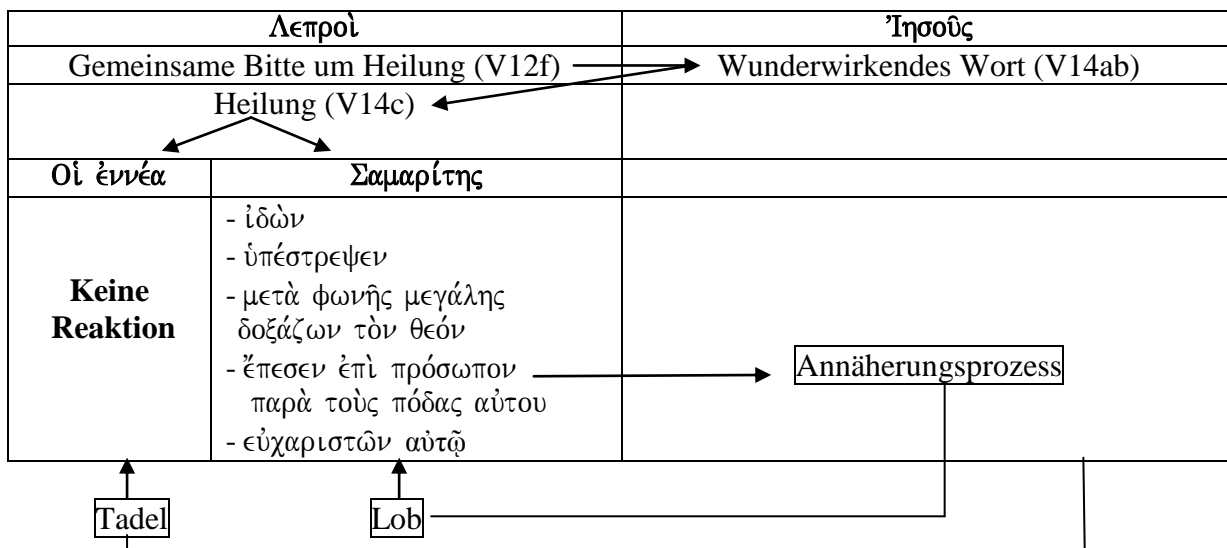 Λεπροὶ Ἰησοῦς
Gemeinsame Bitte um Heilung (V12f) Wunderwirkendes Wort (V14ab)
Heilung (V14c)
Οἱ ἐννέα Σαμαρίτης
- ἰδὼν
- ὑπέστρεψεν
Keine
Reaktion
- μετὰ φωνῆς μεγάλης
δοξάζων τὸν θεόν
- ἔπεσεν ἐπὶ πρόσωπον
παρὰ τοὺς πόδας αὐτου
- εὐχαριστῶν αὐτῷ
Annäherungsprozess
Tadel Lob